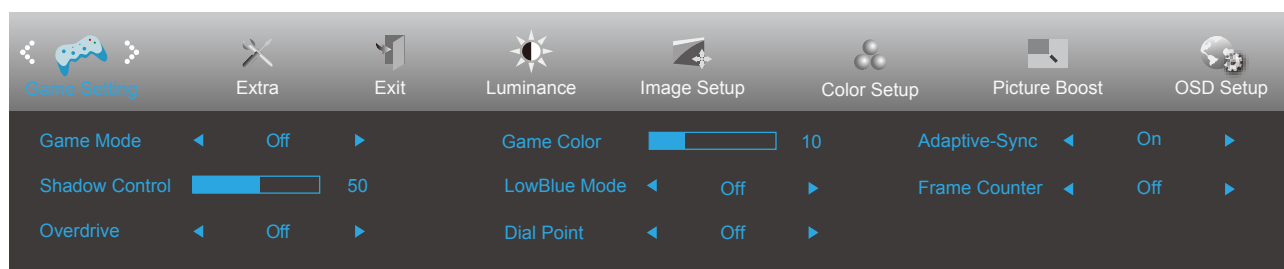 Game Setting Extra Exit Luminance Image Setup Color Setup Picture Boost OSD Setup
Game Mode Off Game Color 10 Adaptive-Sync On
Shadow Control 50 LowBlue Mode Off Frame Counter Off
Overdrive Off Dial Point Off